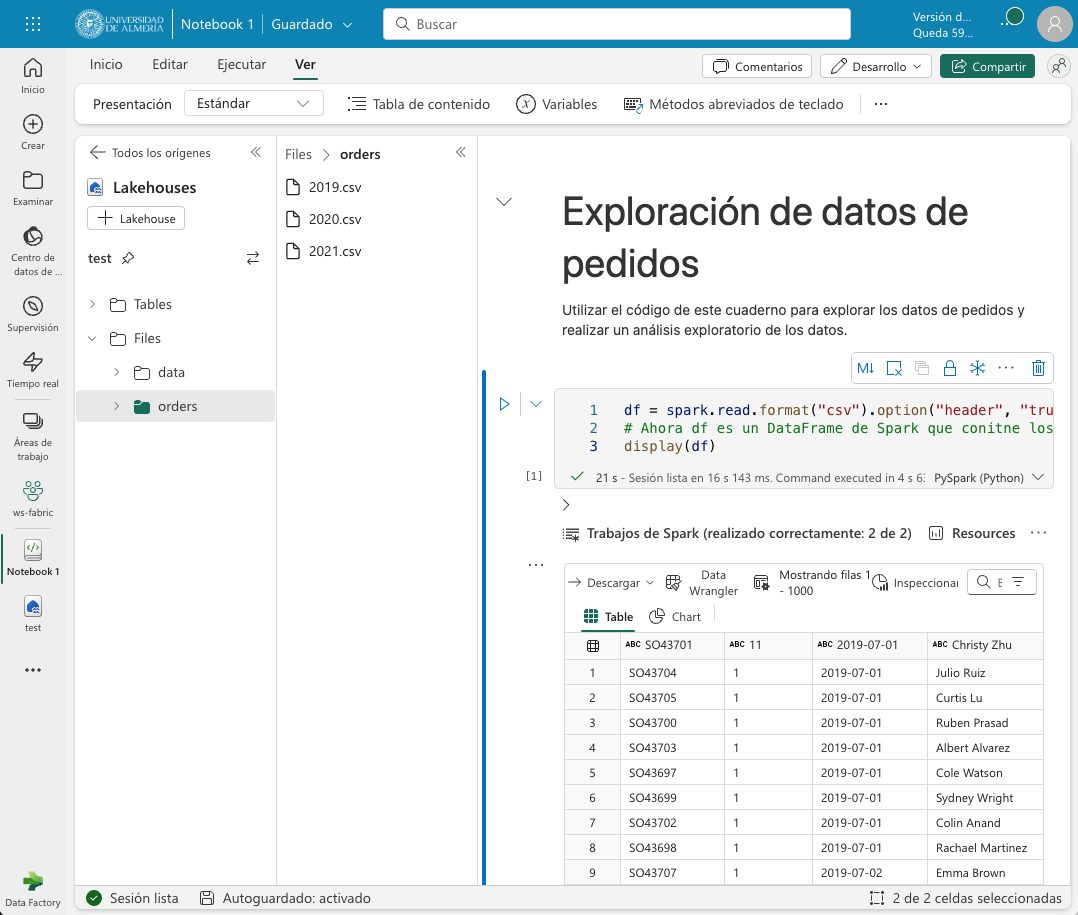 UNIVERSIDAD
DE ALMERÍA
Notebook 1
Guardado
Buscar
Versión d...
Queda 59...
Inicio
Editar
Ejecutar
Ver
Comentarios
Desarrollo
Compartir
Presentación
Estándar
Tabla de contenido
Variables
Métodos abreviados de teclado
...
Inicio
Crear
Examinar
Centro de
datos de ...
Supervisión
Tiempo real
Áreas de
trabajo
ws-fabric
Notebook 1
test
...
Data Factory
Todos los orígenes
Lakehouses
Lakehouse
test
Tables
Files
data
orders
Files > orders
2019.csv
2020.csv
2021.csv
Exploración de datos de
pedidos
Utilizar el código de este cuaderno para explorar los datos de pedidos y
realizar un análisis exploratorio de los datos.
M↓
...
1 df = spark.read.format("csv").option("header", "tru
2 # Ahora df es un DataFrame de Spark que conitne los
3 display(df)
[1]
21 s - Sesión lista en 16 s 143 ms. Command executed in 4 s 6:
PySpark (Python)
Trabajos de Spark (realizado correctamente: 2 de 2)
Resources
...
...
Descargar
Data
Wrangler
Mostrando filas 1
- 1000
Inspeccionar
Table
Chart
ABC SO43701 ABC 11 ABC 2019-07-01 ABC Christy Zhu
1 SO43704 1 2019-07-01 Julio Ruiz
2 SO43705 1 2019-07-01 Curtis Lu
3 SO43700 1 2019-07-01 Ruben Prasad
4 SO43703 1 2019-07-01 Albert Alvarez
5 SO43697 1 2019-07-01 Cole Watson
6 SO43699 1 2019-07-01 Sydney Wright
7 SO43702 1 2019-07-01 Colin Anand
8 SO43698 1 2019-07-01 Rachael Martinez
9 SO43707 1 2019-07-02 Emma Brown
Sesión lista
Autoguardado: activado
2 de 2 celdas seleccionadas